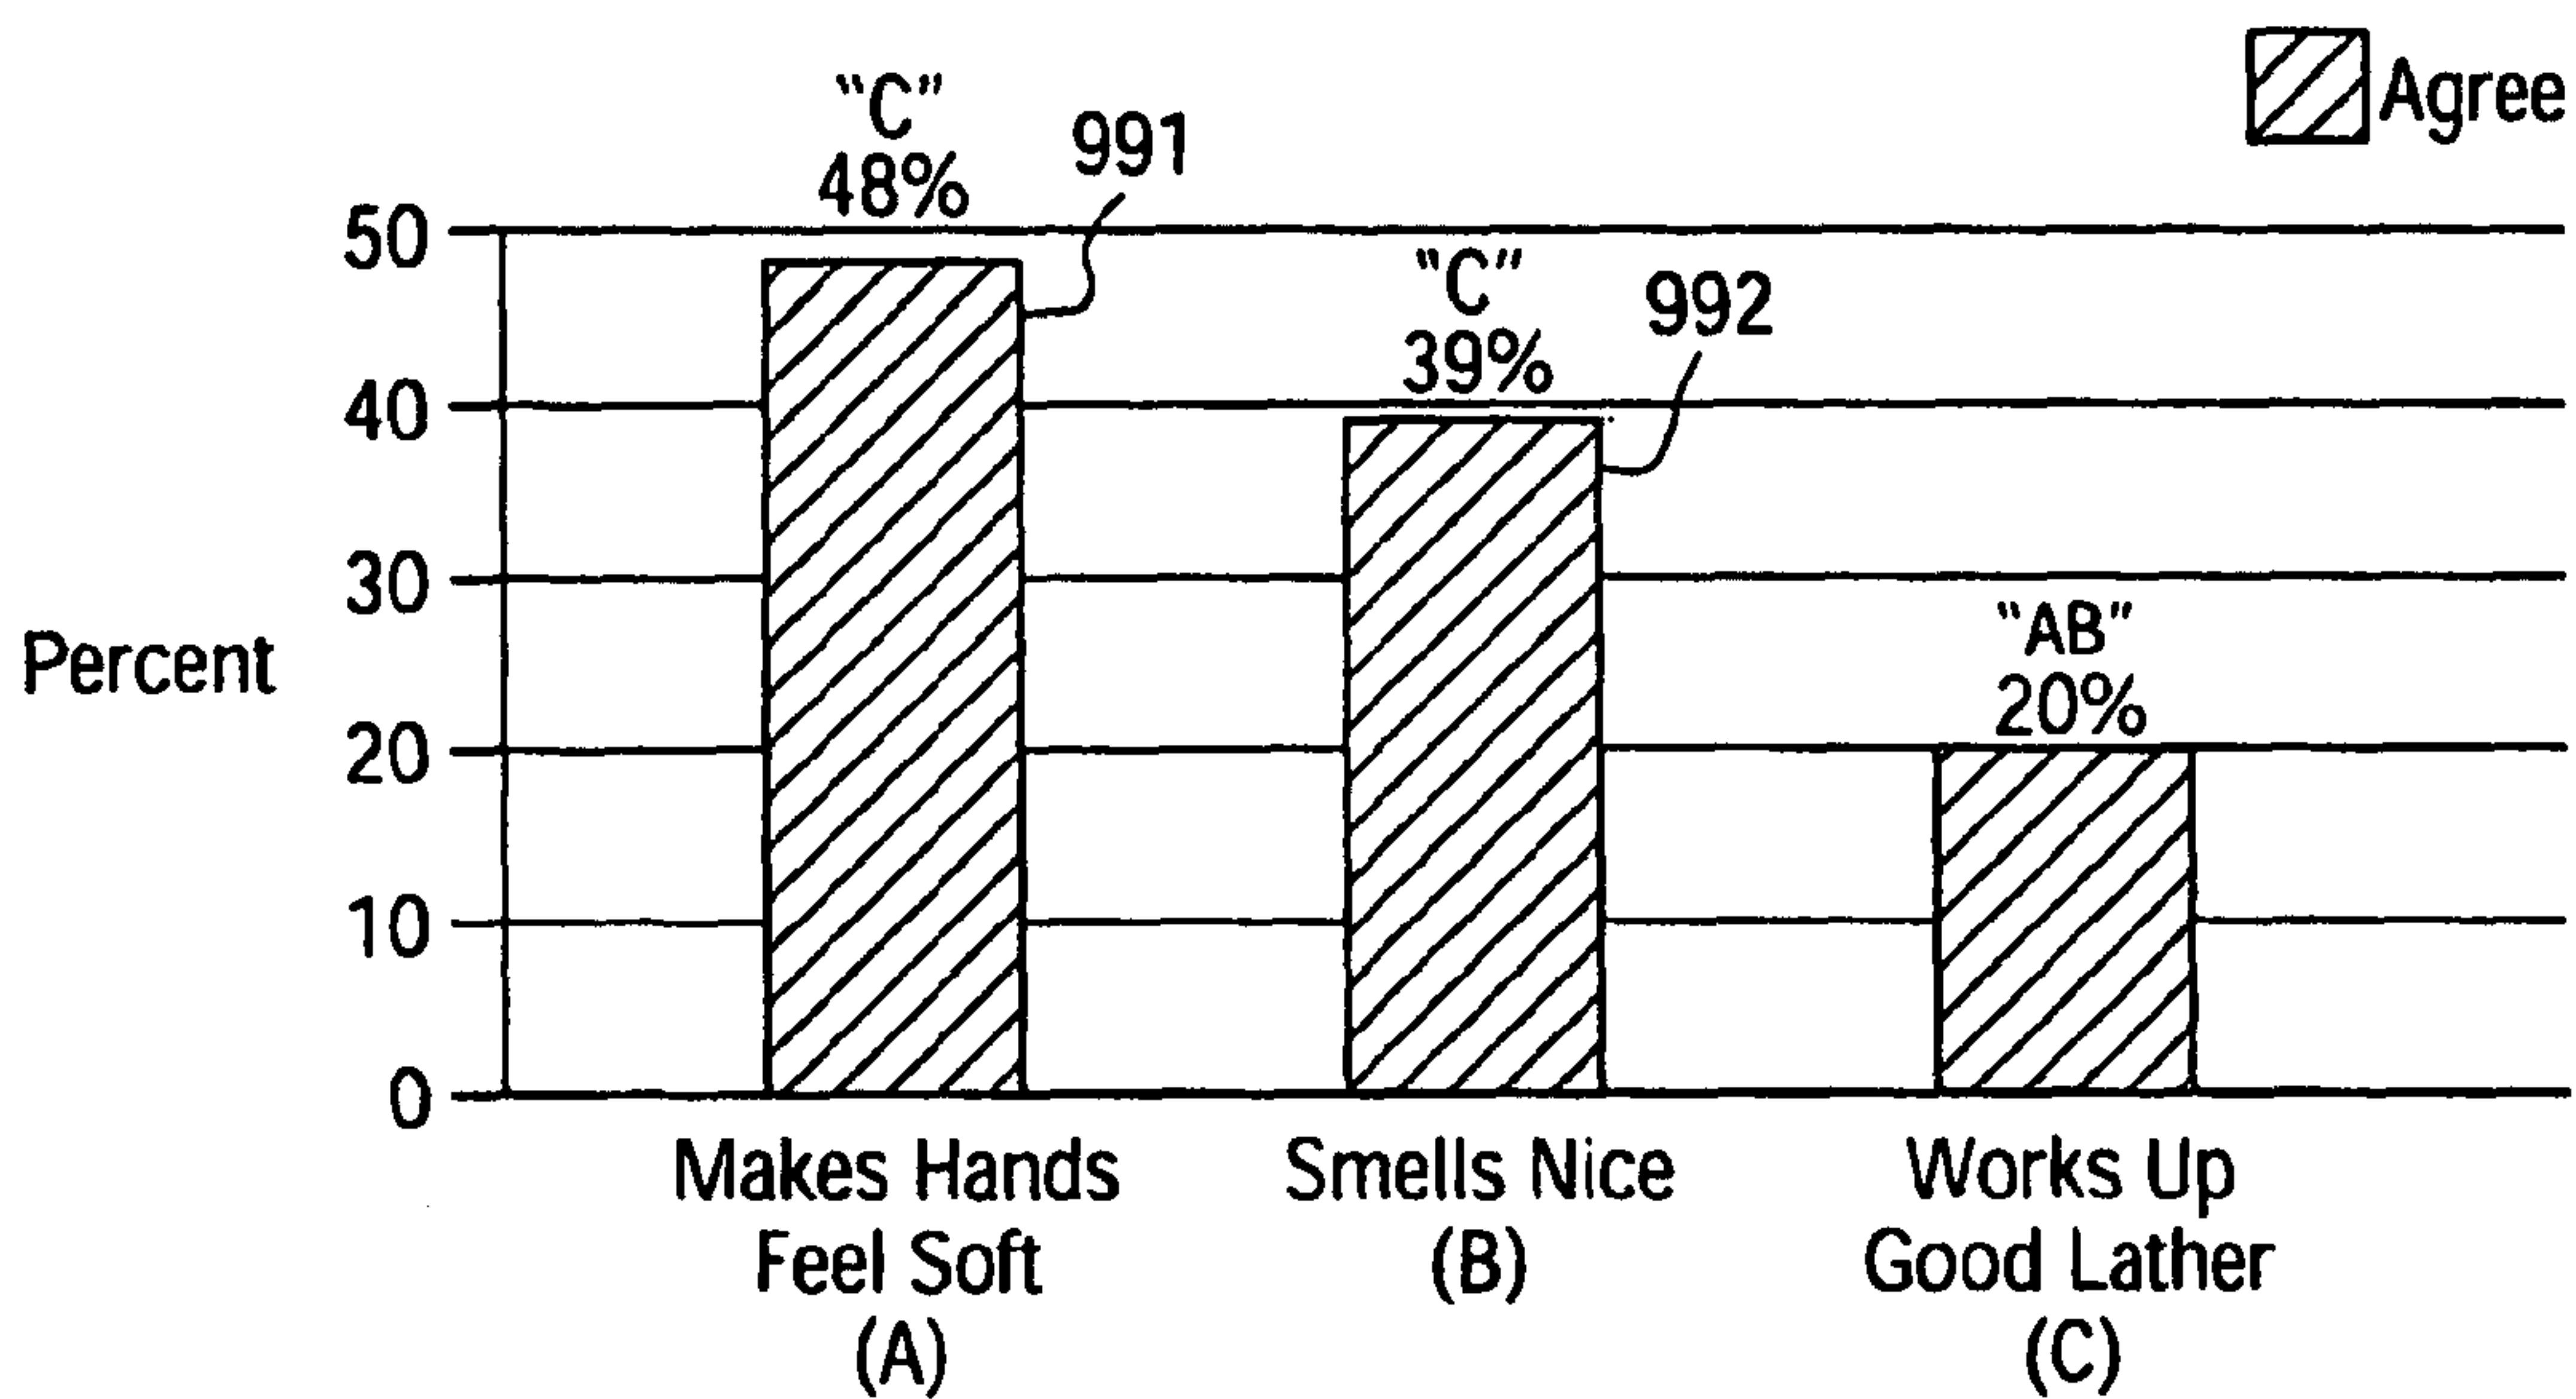 Agree
"C"
48%
991
50
"C"
39%
992
40
30
"AB"
20%
Percent
20
10
0
Makes Hands
Feel Soft
(A)
Smells Nice
(B)
Works Up
Good Lather
(C)